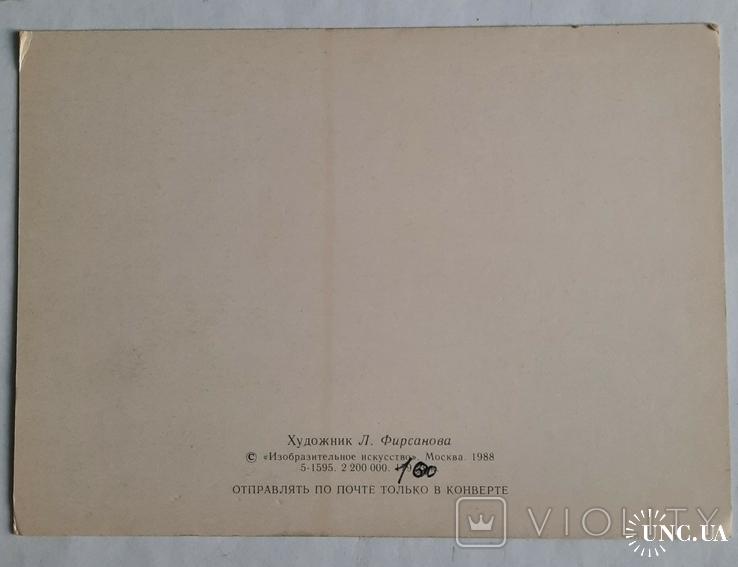 Художник Л. Фирсанова
© «Изобразительное искусство». Москва. 1988
5-1595. 2 200 000.
ОТПРАВЛЯТЬ ПО ПОЧТЕ ТОЛЬКО В КОНВЕРТЕ
VIOLITY
UNC.UA